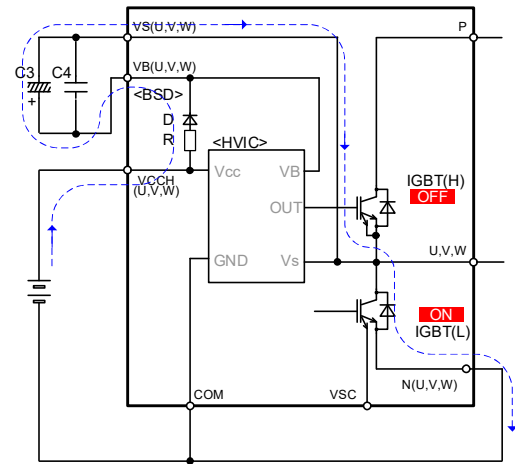 VS(U,V,W)
P
C3
C4
VB(U,V,W)
+
<BSD>
D
R
<HVIC>
VCCH
(U,V,W)
Vcc
VB
IGBT(H)
OFF
OUT
U,V,W
GND
Vs
ON
IGBT(L)
N(U,V,W)
COM
VSC